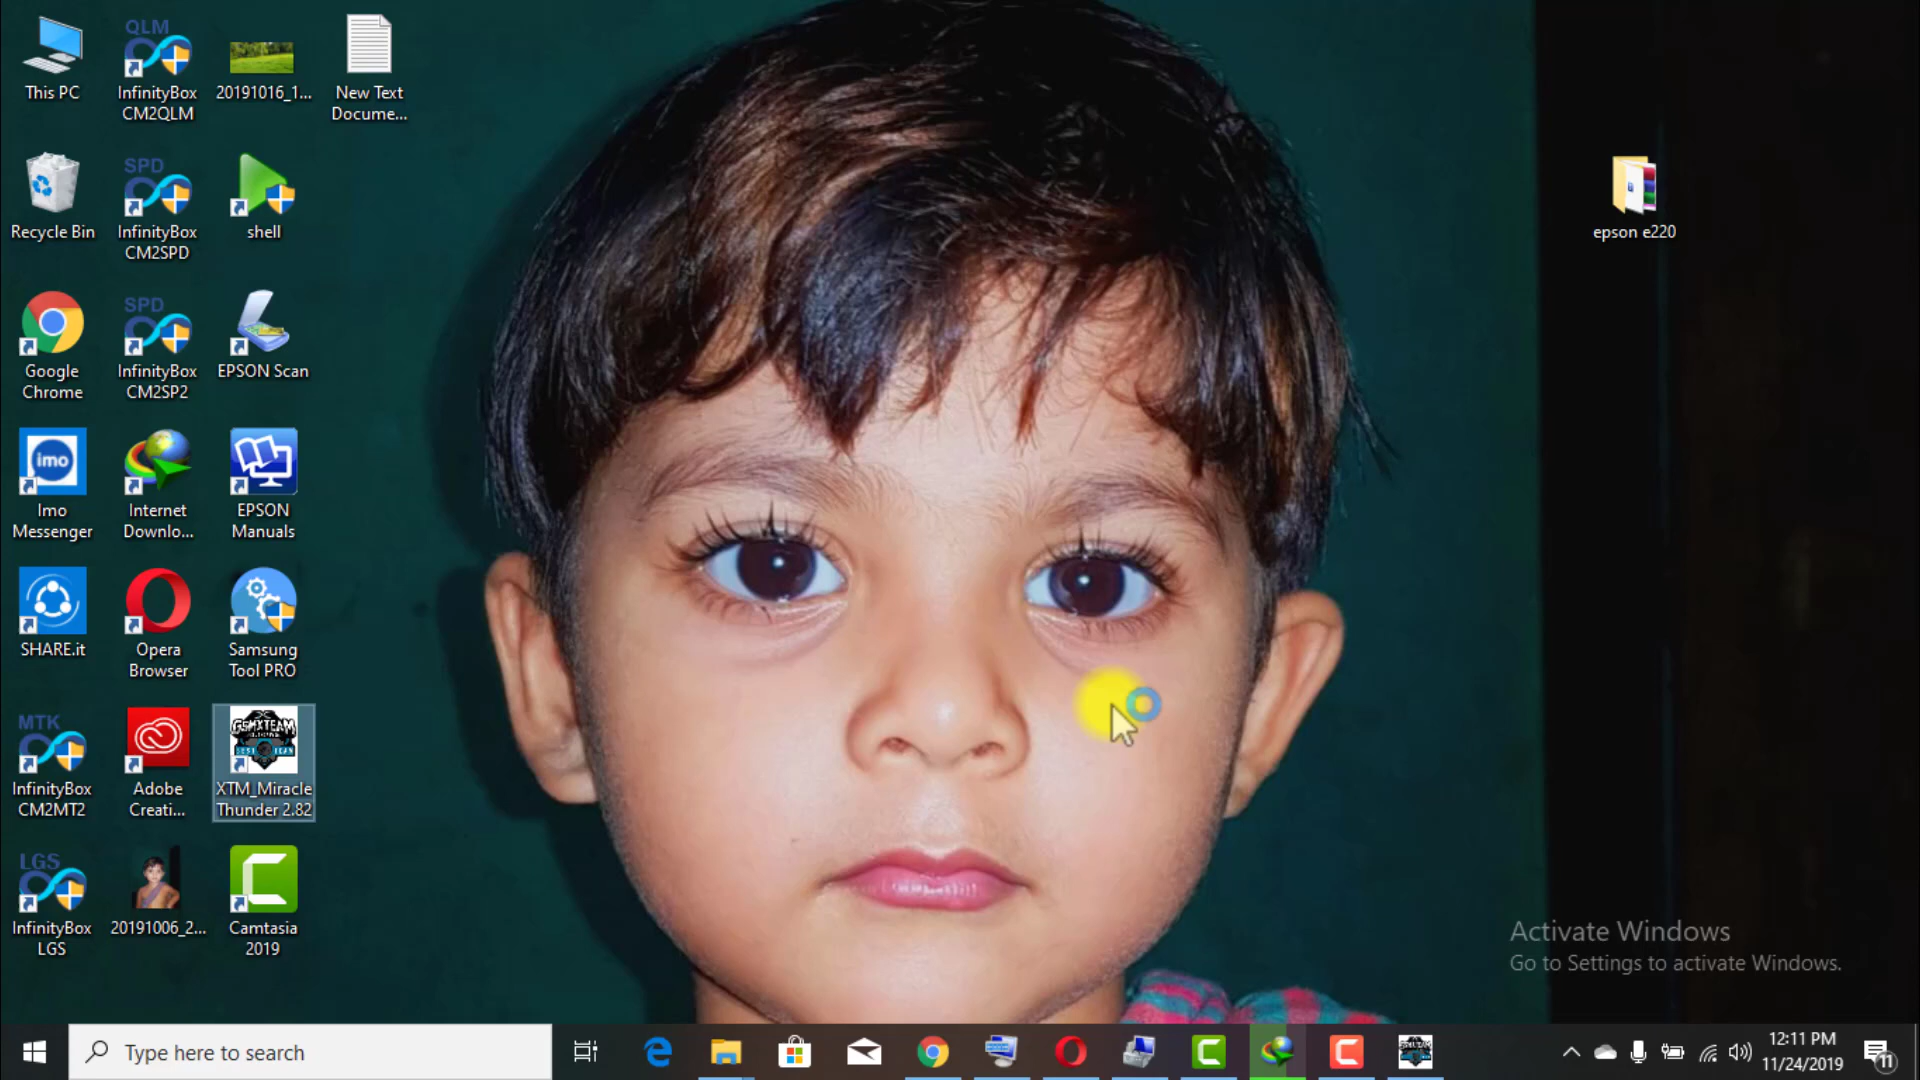 This PC
QLM
InfinityBox
CM2QLM
20191016_1...
New Text
Docume...
Recycle Bin
SPD
InfinityBox
CM2SPD
shell
epson e220
Google
Chrome
SPD
InfinityBox
CM2SP2
EPSON Scan
imo
Imo
Messenger
Internet
Downlo...
EPSON
Manuals
SHARE.it
Opera
Browser
Samsung
Tool PRO
MTK
InfinityBox
CM2MT2
Adobe
Creati...
GSMXTEAM
XTM_Miracle
Thunder 2.82
LGS
InfinityBox
LGS
20191006_2...
Camtasia
2019
Activate Windows
Go to Settings to activate Windows.
Type here to search
12:11 PM
11/24/2019
11